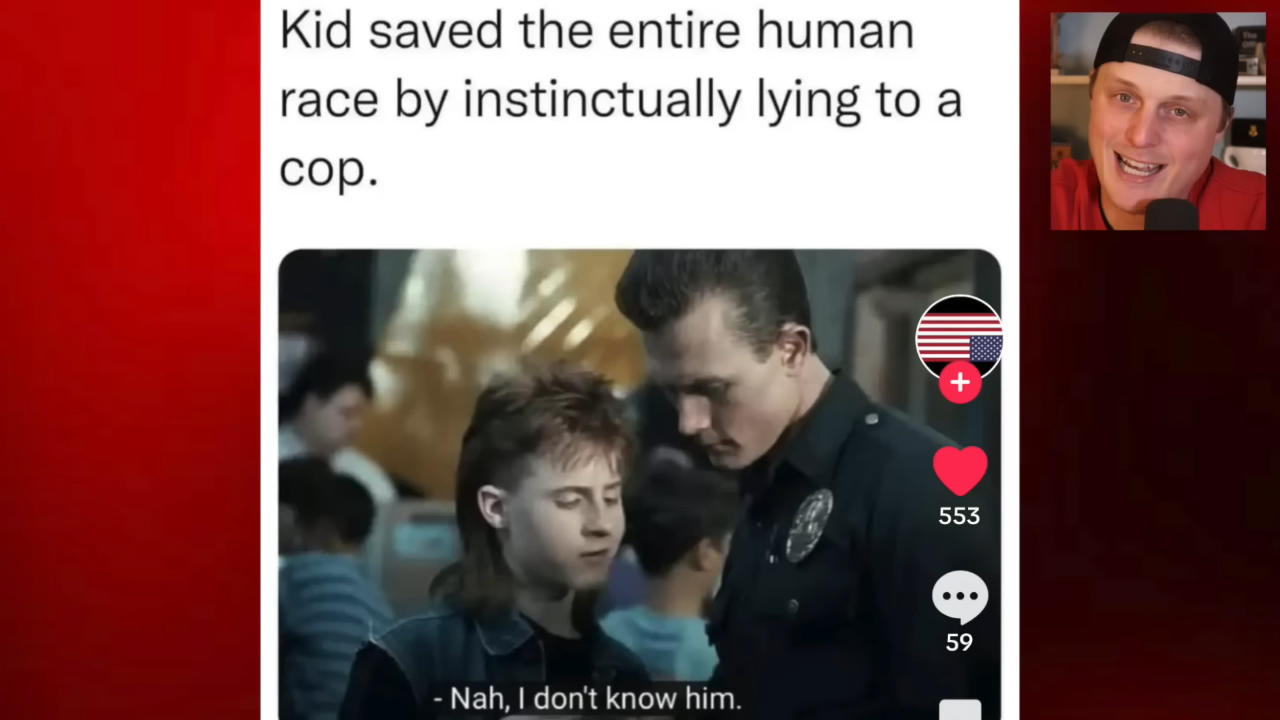 Kid saved the entire human
race by instinctually lying to a
cop.
553
59
- Nah, I don't know him.